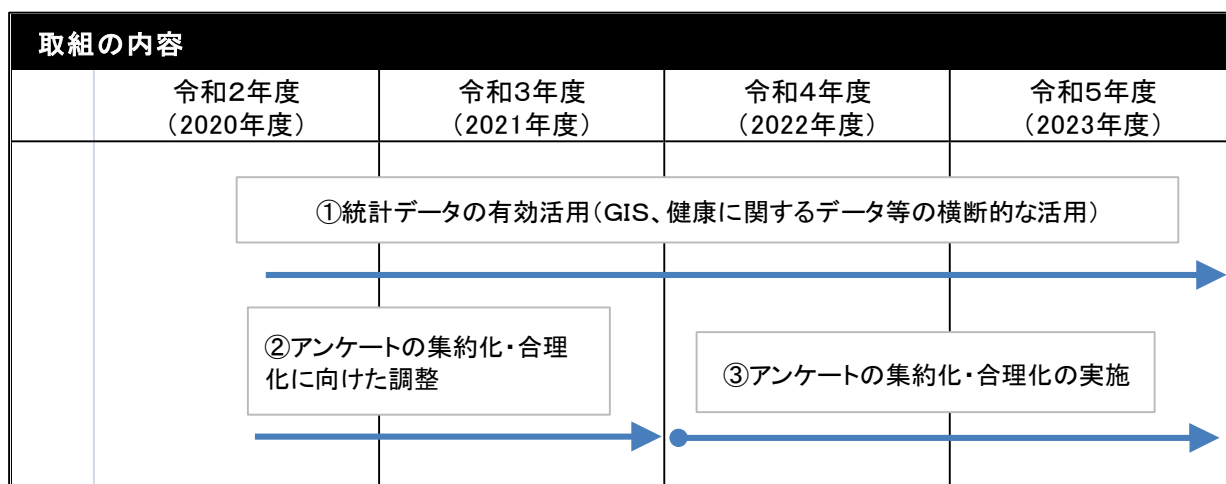 取組の内容
令和2年度
（2020年度）
令和3年度
（2021年度）
令和4年度
（2022年度）
令和5年度
（2023年度）
①統計データの有効活用（GIS、健康に関するデータ等の横断的な活用）
②アンケートの集約化・合理
化に向けた調整
③アンケートの集約化・合理化の実施